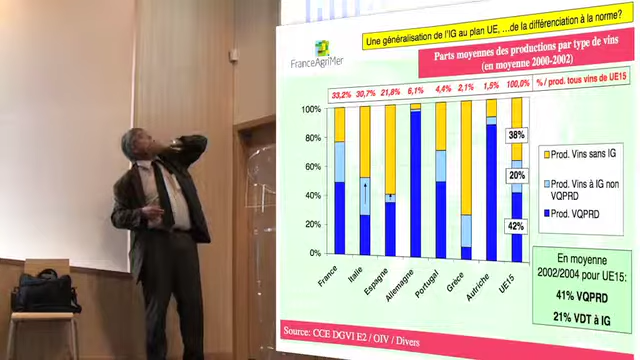 Une généralisation de l'IG au plan UE, ...de la différenciation à la norme?
FranceAgriMer
Parts moyennes des productions par type de vins
(en moyenne 2000-2002)
33,2% 30,7% 21,8% 6,1% 4,4% 2,1% 1,5% 100,0% % / prod. tous vins de UE15
100%
80%
60%
40%
20%
0%
38%
20%
42%
Prod. Vins sans IG
Prod. Vins à IG non
VQPRD
Prod. VQPRD
France Italie Espagne Allemagne Portugal Grèce Autriche UE15
En moyenne
2002/2004 pour UE15:
41% VQPRD
21% VDT à IG
Source: CCE DGVI E2 / OIV / Divers